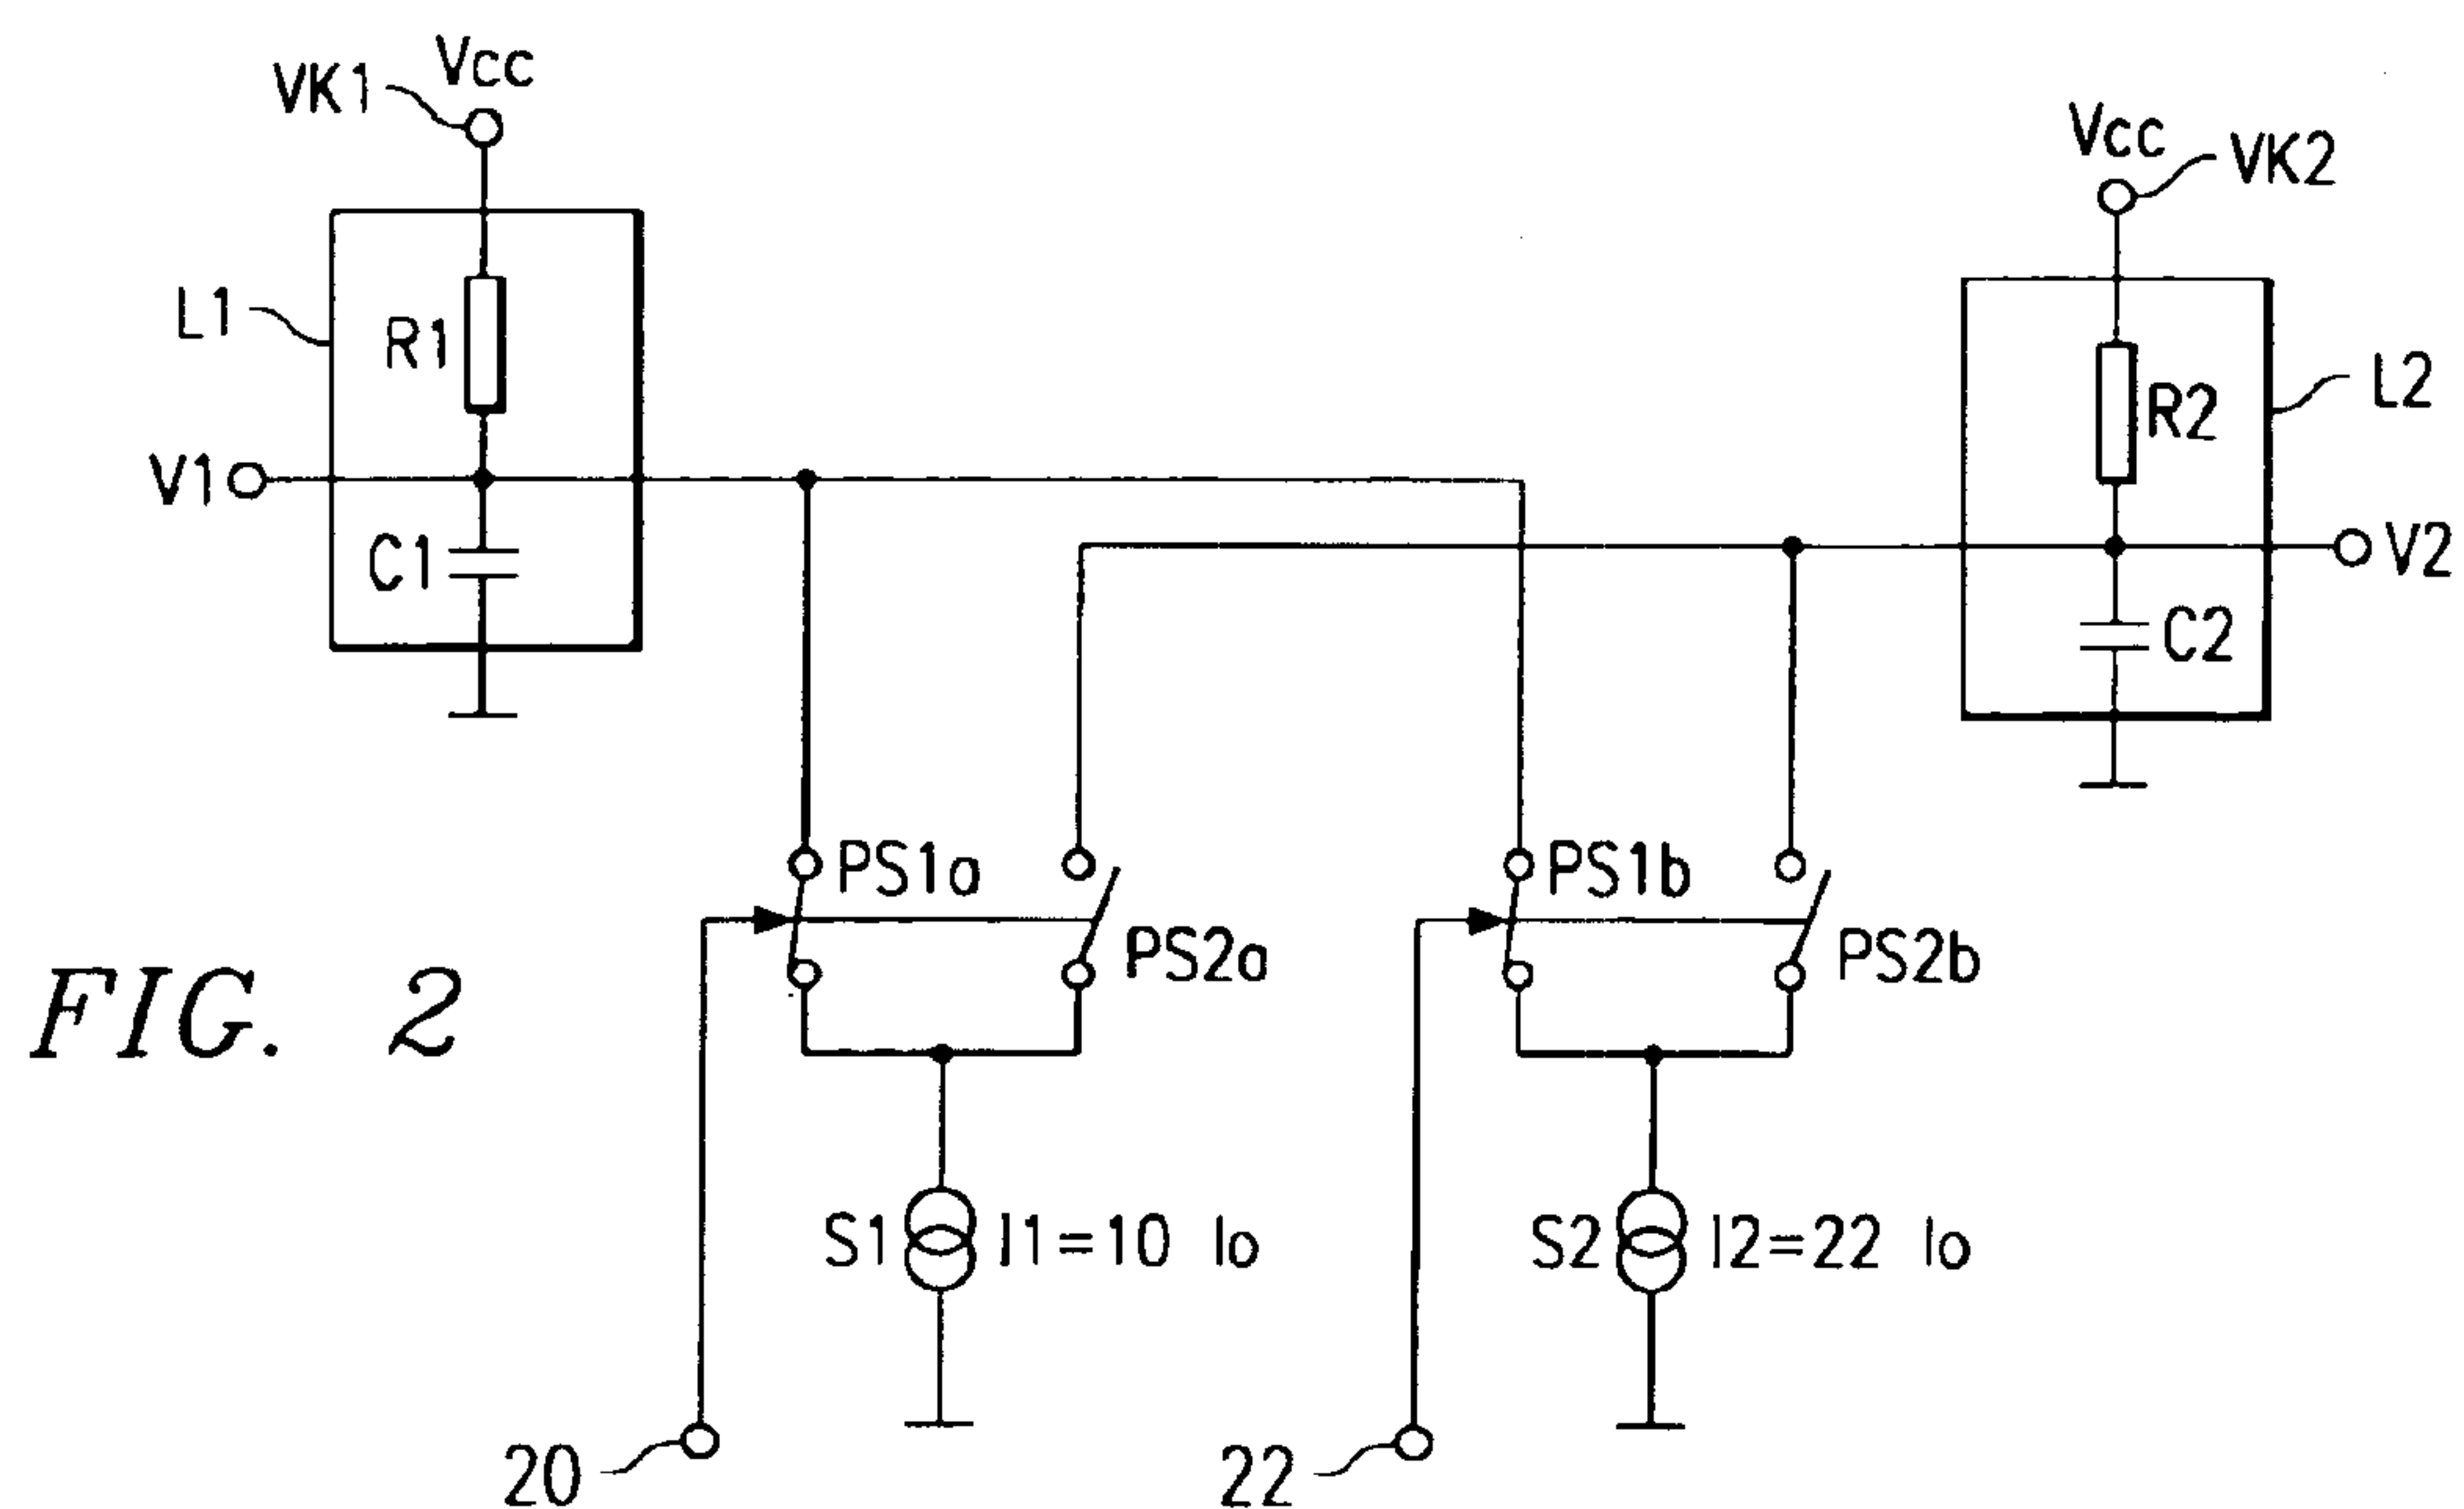 Vcc
VK1
Vcc
VK2
L1
R1
L2
R2
V1
C1
V2
C2
PS1a
PS1b
PS2a
PS2b
FIG. 2
S1
I1=10 Io
S2
I2=22 Io
20
22